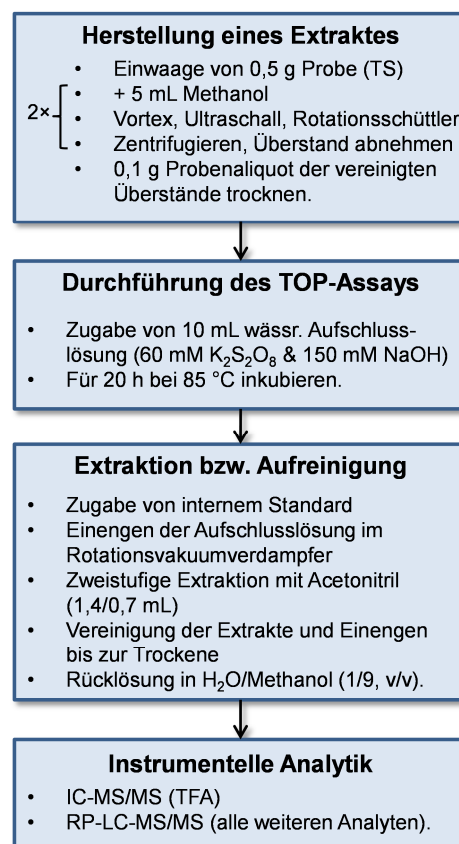 Herstellung eines Extraktes
• Einwaage von 0,5 g Probe (TS)
2× • + 5 mL Methanol
• Vortex, Ultraschall, Rotationsschüttler
• Zentrifugieren, Überstand abnehmen
• 0,1 g Probenaliquot der vereinigten
Überstände trocknen.
Durchführung des TOP-Assays
• Zugabe von 10 mL wässr. Aufschluss-
lösung (60 mM K₂S₂O₈ & 150 mM NaOH)
• Für 20 h bei 85 °C inkubieren.
Extraktion bzw. Aufreinigung
• Zugabe von internem Standard
• Einengen der Aufschlusslösung im
Rotationsvakuumverdampfer
• Zweistufige Extraktion mit Acetonitril
(1,4/0,7 mL)
• Vereinigung der Extrakte und Einengen
bis zur Trockene
• Rücklösung in H₂O/Methanol (1/9, v/v).
Instrumentelle Analytik
• IC-MS/MS (TFA)
• RP-LC-MS/MS (alle weiteren Analyten).